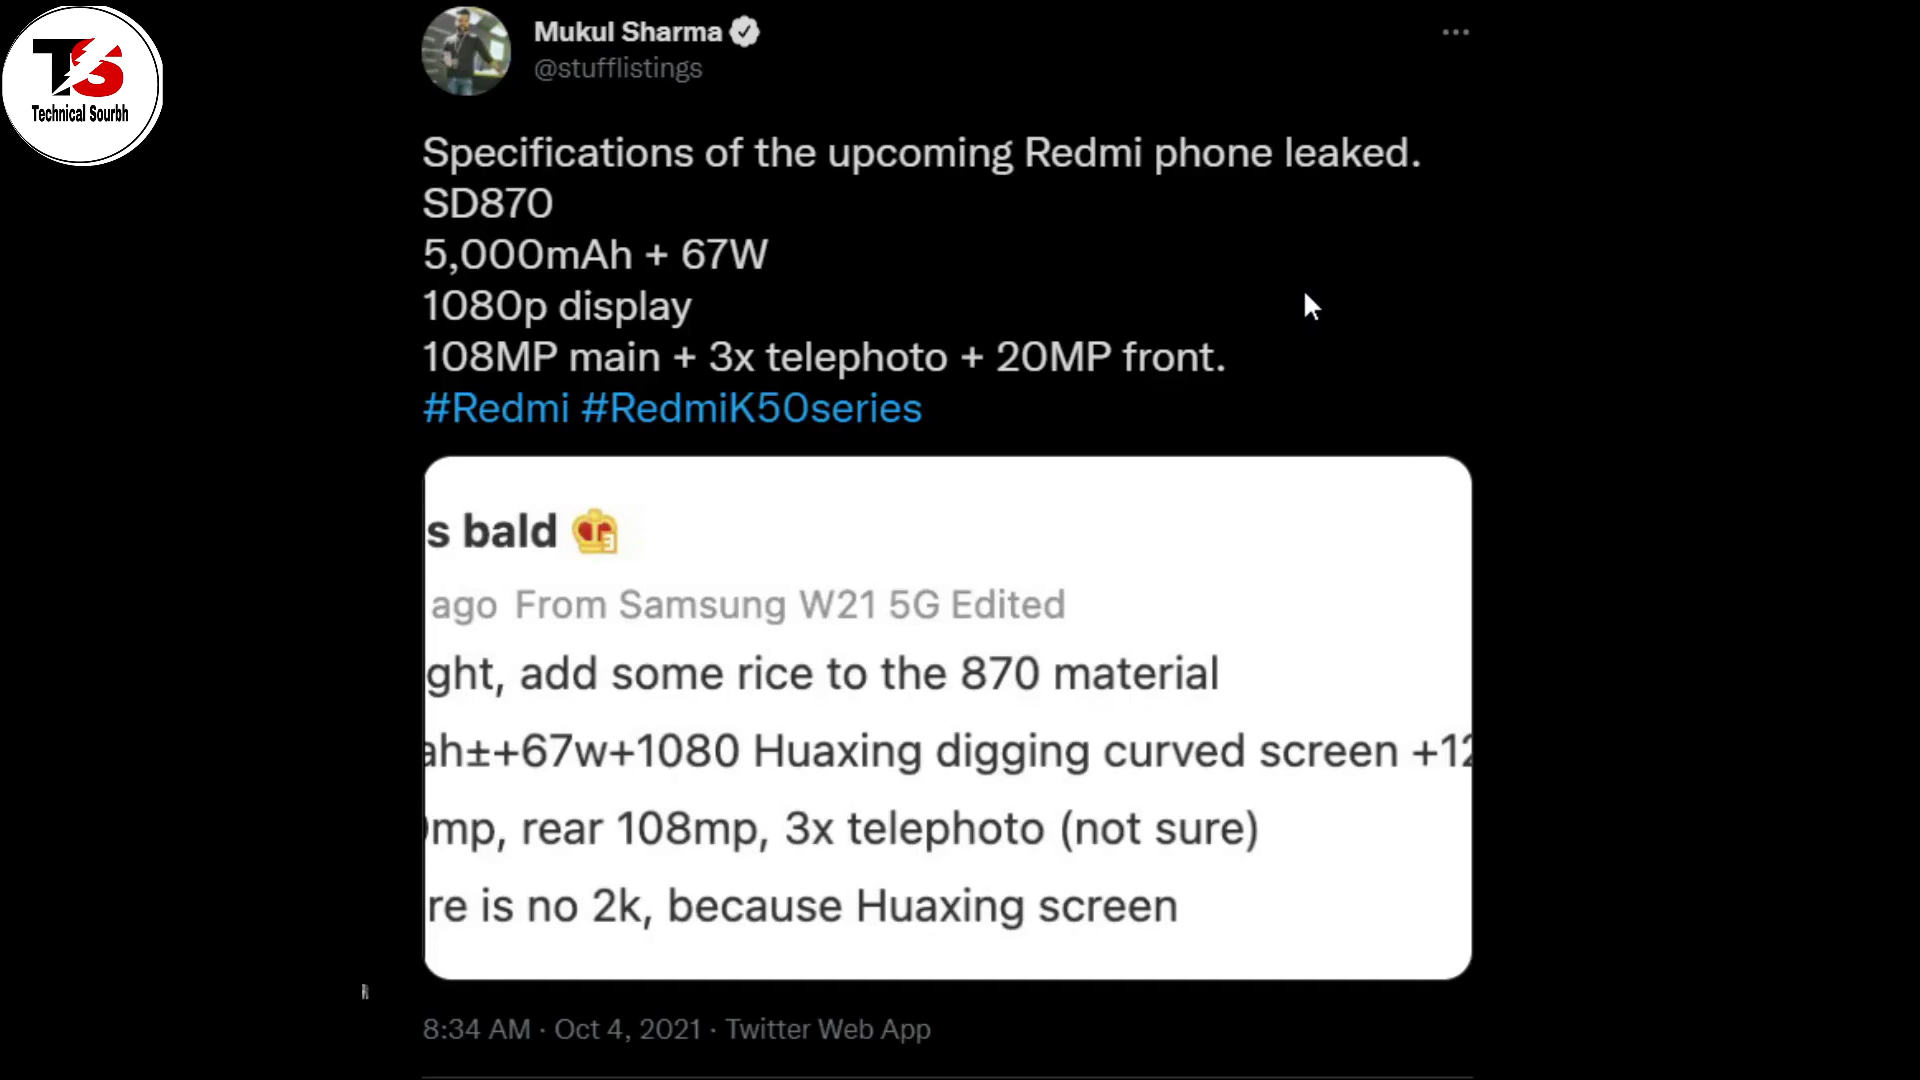 TS
Technical Sourbh
Mukul Sharma
@stufflistings
Specifications of the upcoming Redmi phone leaked.
SD870
5,000mAh + 67W
1080p display
108MP main + 3x telephoto + 20MP front.
#Redmi #RedmiK50series
s bald
ago From Samsung W21 5G Edited
ght, add some rice to the 870 material
ah±+67w+1080 Huaxing digging curved screen +12
mp, rear 108mp, 3x telephoto (not sure)
re is no 2k, because Huaxing screen
8:34 AM · Oct 4, 2021 · Twitter Web App